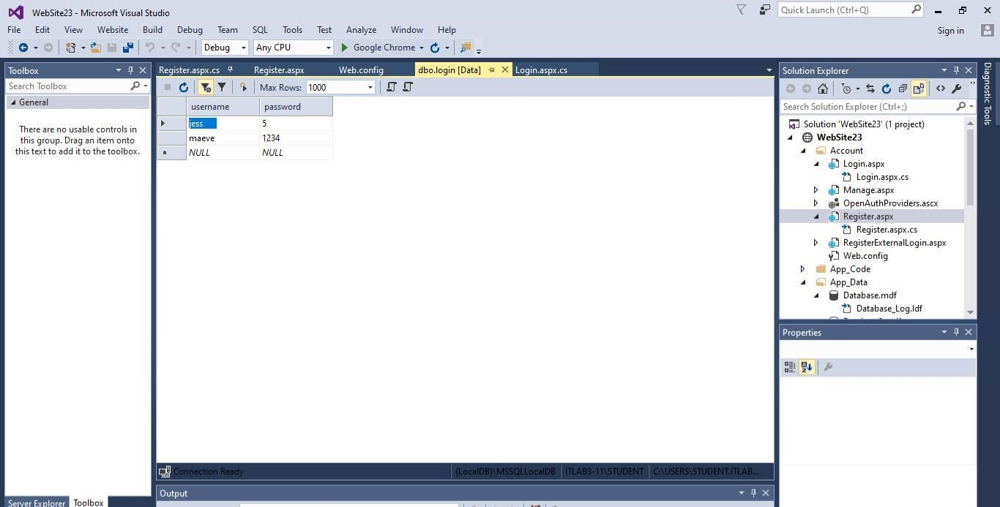 WebSite23 - Microsoft Visual Studio
Quick Launch (Ctrl+Q)
File Edit View Website Build Debug Team SQL Tools Test Analyze Window Help
Sign in
Debug Any CPU Google Chrome
Toolbox
Search Toolbox
General
There are no usable controls in
this group. Drag an item onto
this text to add it to the toolbox.
Server Explorer Toolbox
Register.aspx.cs Register.aspx Web.config dbo.login [Data] Login.aspx.cs
Max Rows: 1000
username password
jess 5
maeve 1234
NULL NULL
Connection Ready (LocalDB)\MSSQLLocalDB ITLAB3-11\STUDENT C:\USERS\STUDENT.ITLAB...
Output
Solution Explorer
Search Solution Explorer (Ctrl+;)
Solution 'WebSite23' (1 project)
WebSite23
Account
Login.aspx
Login.aspx.cs
Manage.aspx
OpenAuthProviders.ascx
Register.aspx
Register.aspx.cs
RegisterExternalLogin.aspx
Web.config
App_Code
App_Data
Database.mdf
Database_Log.ldf
Properties
Diagnostic Tools